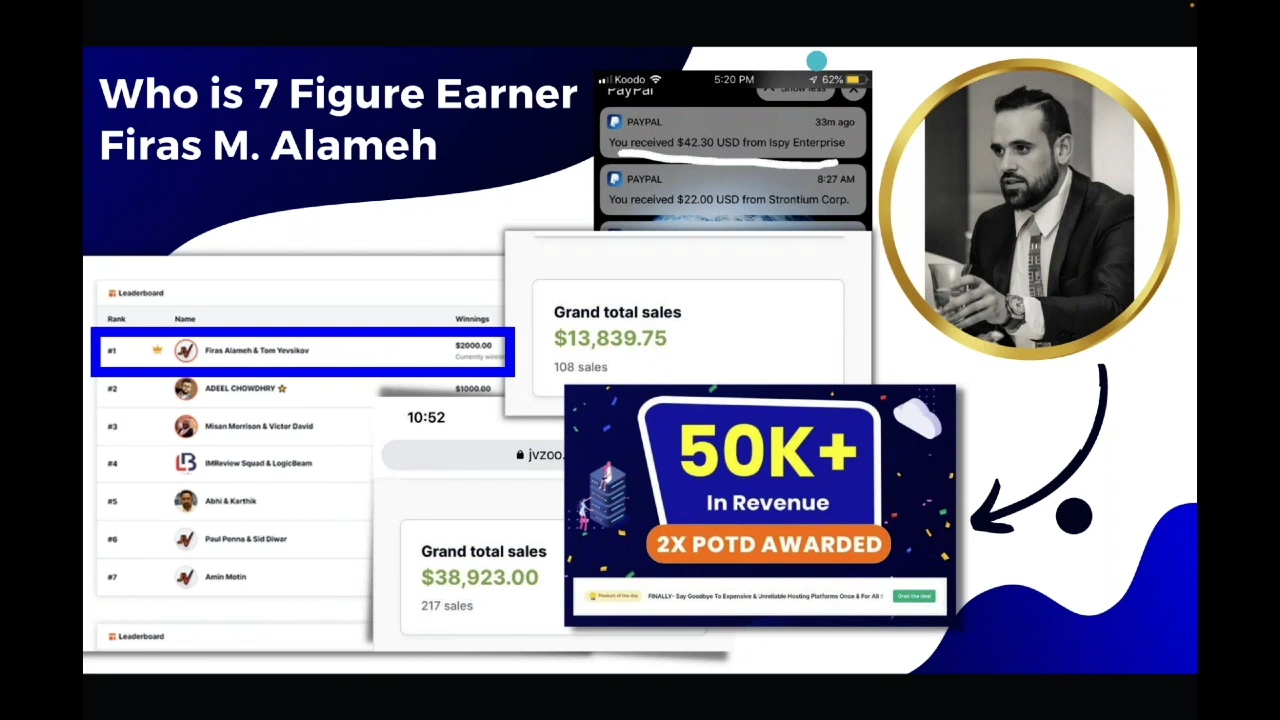 Who is 7 Figure Earner
Firas M. Alameh
Koodo 5:20 PM 62%
PayPal Show less
PAYPAL 33m ago
You received $42.30 USD from Ispy Enterprise
PAYPAL 8:27 AM
You received $22.00 USD from Strontium Corp.
Leaderboard
Rank Name Winnings
#1 Firas Alameh & Tom Yevsikov $2000.00
Currently
#2 ADEEL CHOWDHRY $1000.00
#3 Misan Morrison & Victor David
#4 IMReview Squad & LogicBeam
#5 Abhi & Karthik
#6 Paul Ponna & Sid Diwar
#7 Amin Motin
Leaderboard
Grand total sales
$13,839.75
108 sales
10:52
jvzoo.
Grand total sales
$38,923.00
217 sales
50K+
In Revenue
2X POTD AWARDED
Product of the day FINALLY- Say Goodbye To Expensive & Unreliable Hosting Platforms Once & For All Grab the deal